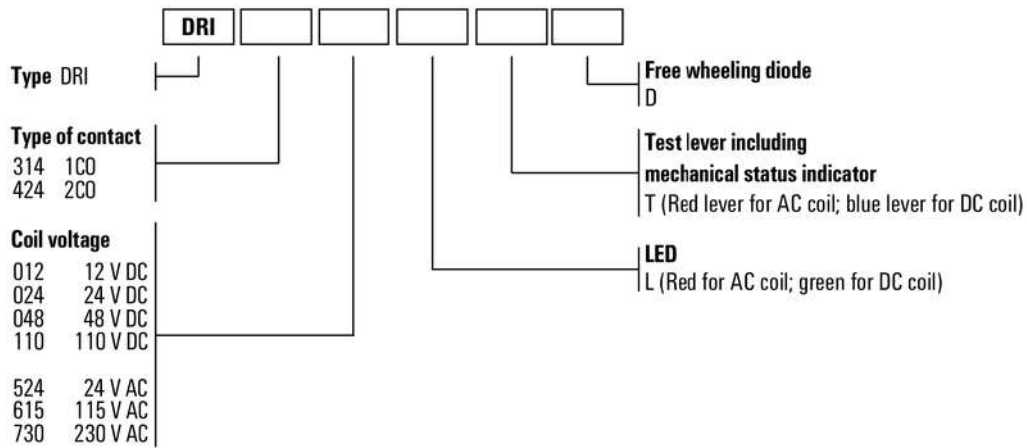 DRI
Type DRI
Type of contact
314 1CO
424 2CO
Coil voltage
012 12 V DC
024 24 V DC
048 48 V DC
110 110 V DC
524 24 V AC
615 115 V AC
730 230 V AC
Free wheeling diode
D
Test lever including
mechanical status indicator
T (Red lever for AC coil; blue lever for DC coil)
LED
L (Red for AC coil; green for DC coil)